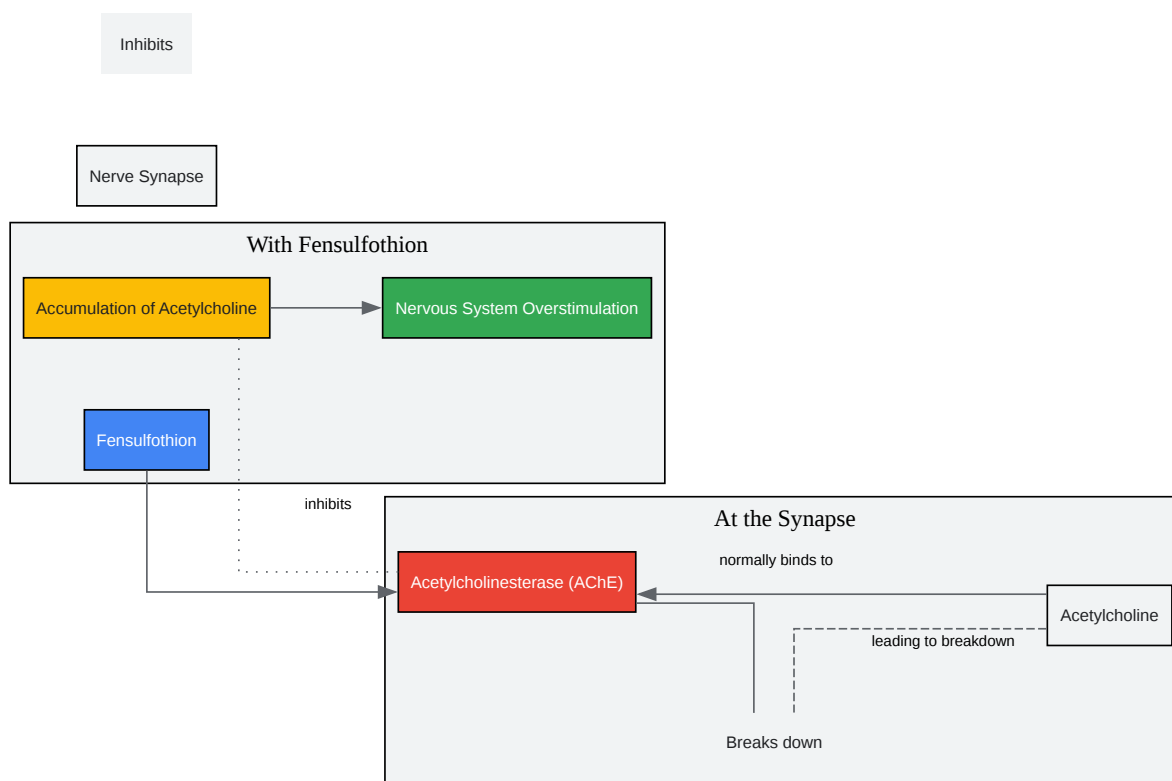 Inhibits
Nerve Synapse
With Fensulfothion
Accumulation of Acetylcholine
Nervous System Overstimulation
Fensulfothion
inhibits
At the Synapse
normally binds to
Acetylcholinesterase (AChE)
Acetylcholine
leading to breakdown
Breaks down